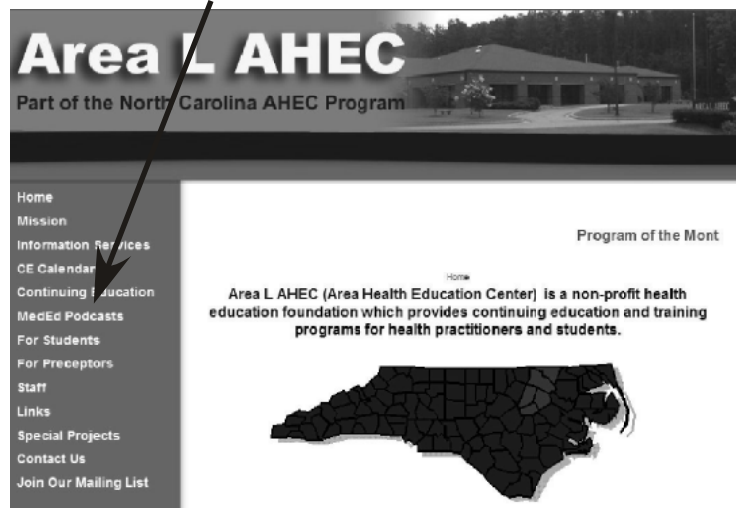 Area L AHEC
Part of the North Carolina AHEC Program
Home
Mission
Information Services
CE Calendar
Continuing Education
MedEd Podcasts
For Students
For Preceptors
Staff
Links
Special Projects
Contact Us
Join Our Mailing List
Program of the Mont
Home
Area L AHEC (Area Health Education Center) is a non-profit health
education foundation which provides continuing education and training
programs for health practitioners and students.